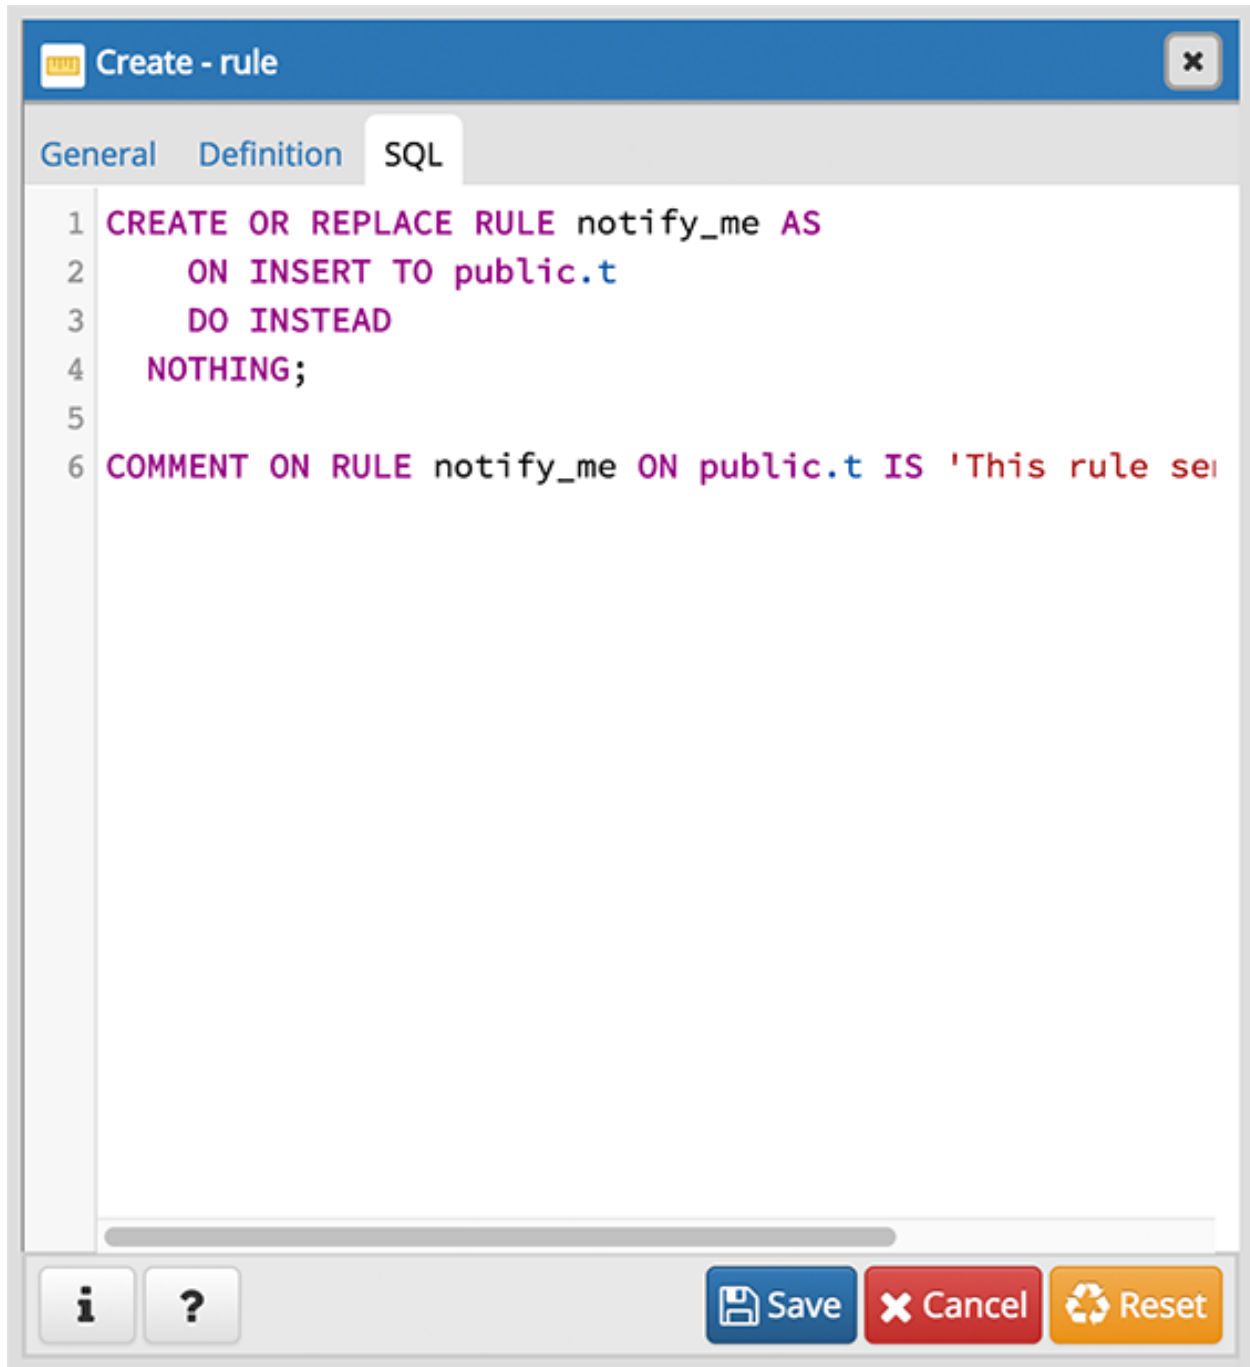 Create - rule
General Definition SQL
1 CREATE OR REPLACE RULE notify_me AS
2 ON INSERT TO public.t
3 DO INSTEAD
4 NOTHING;
5
6 COMMENT ON RULE notify_me ON public.t IS 'This rule
i ? Save Cancel Reset